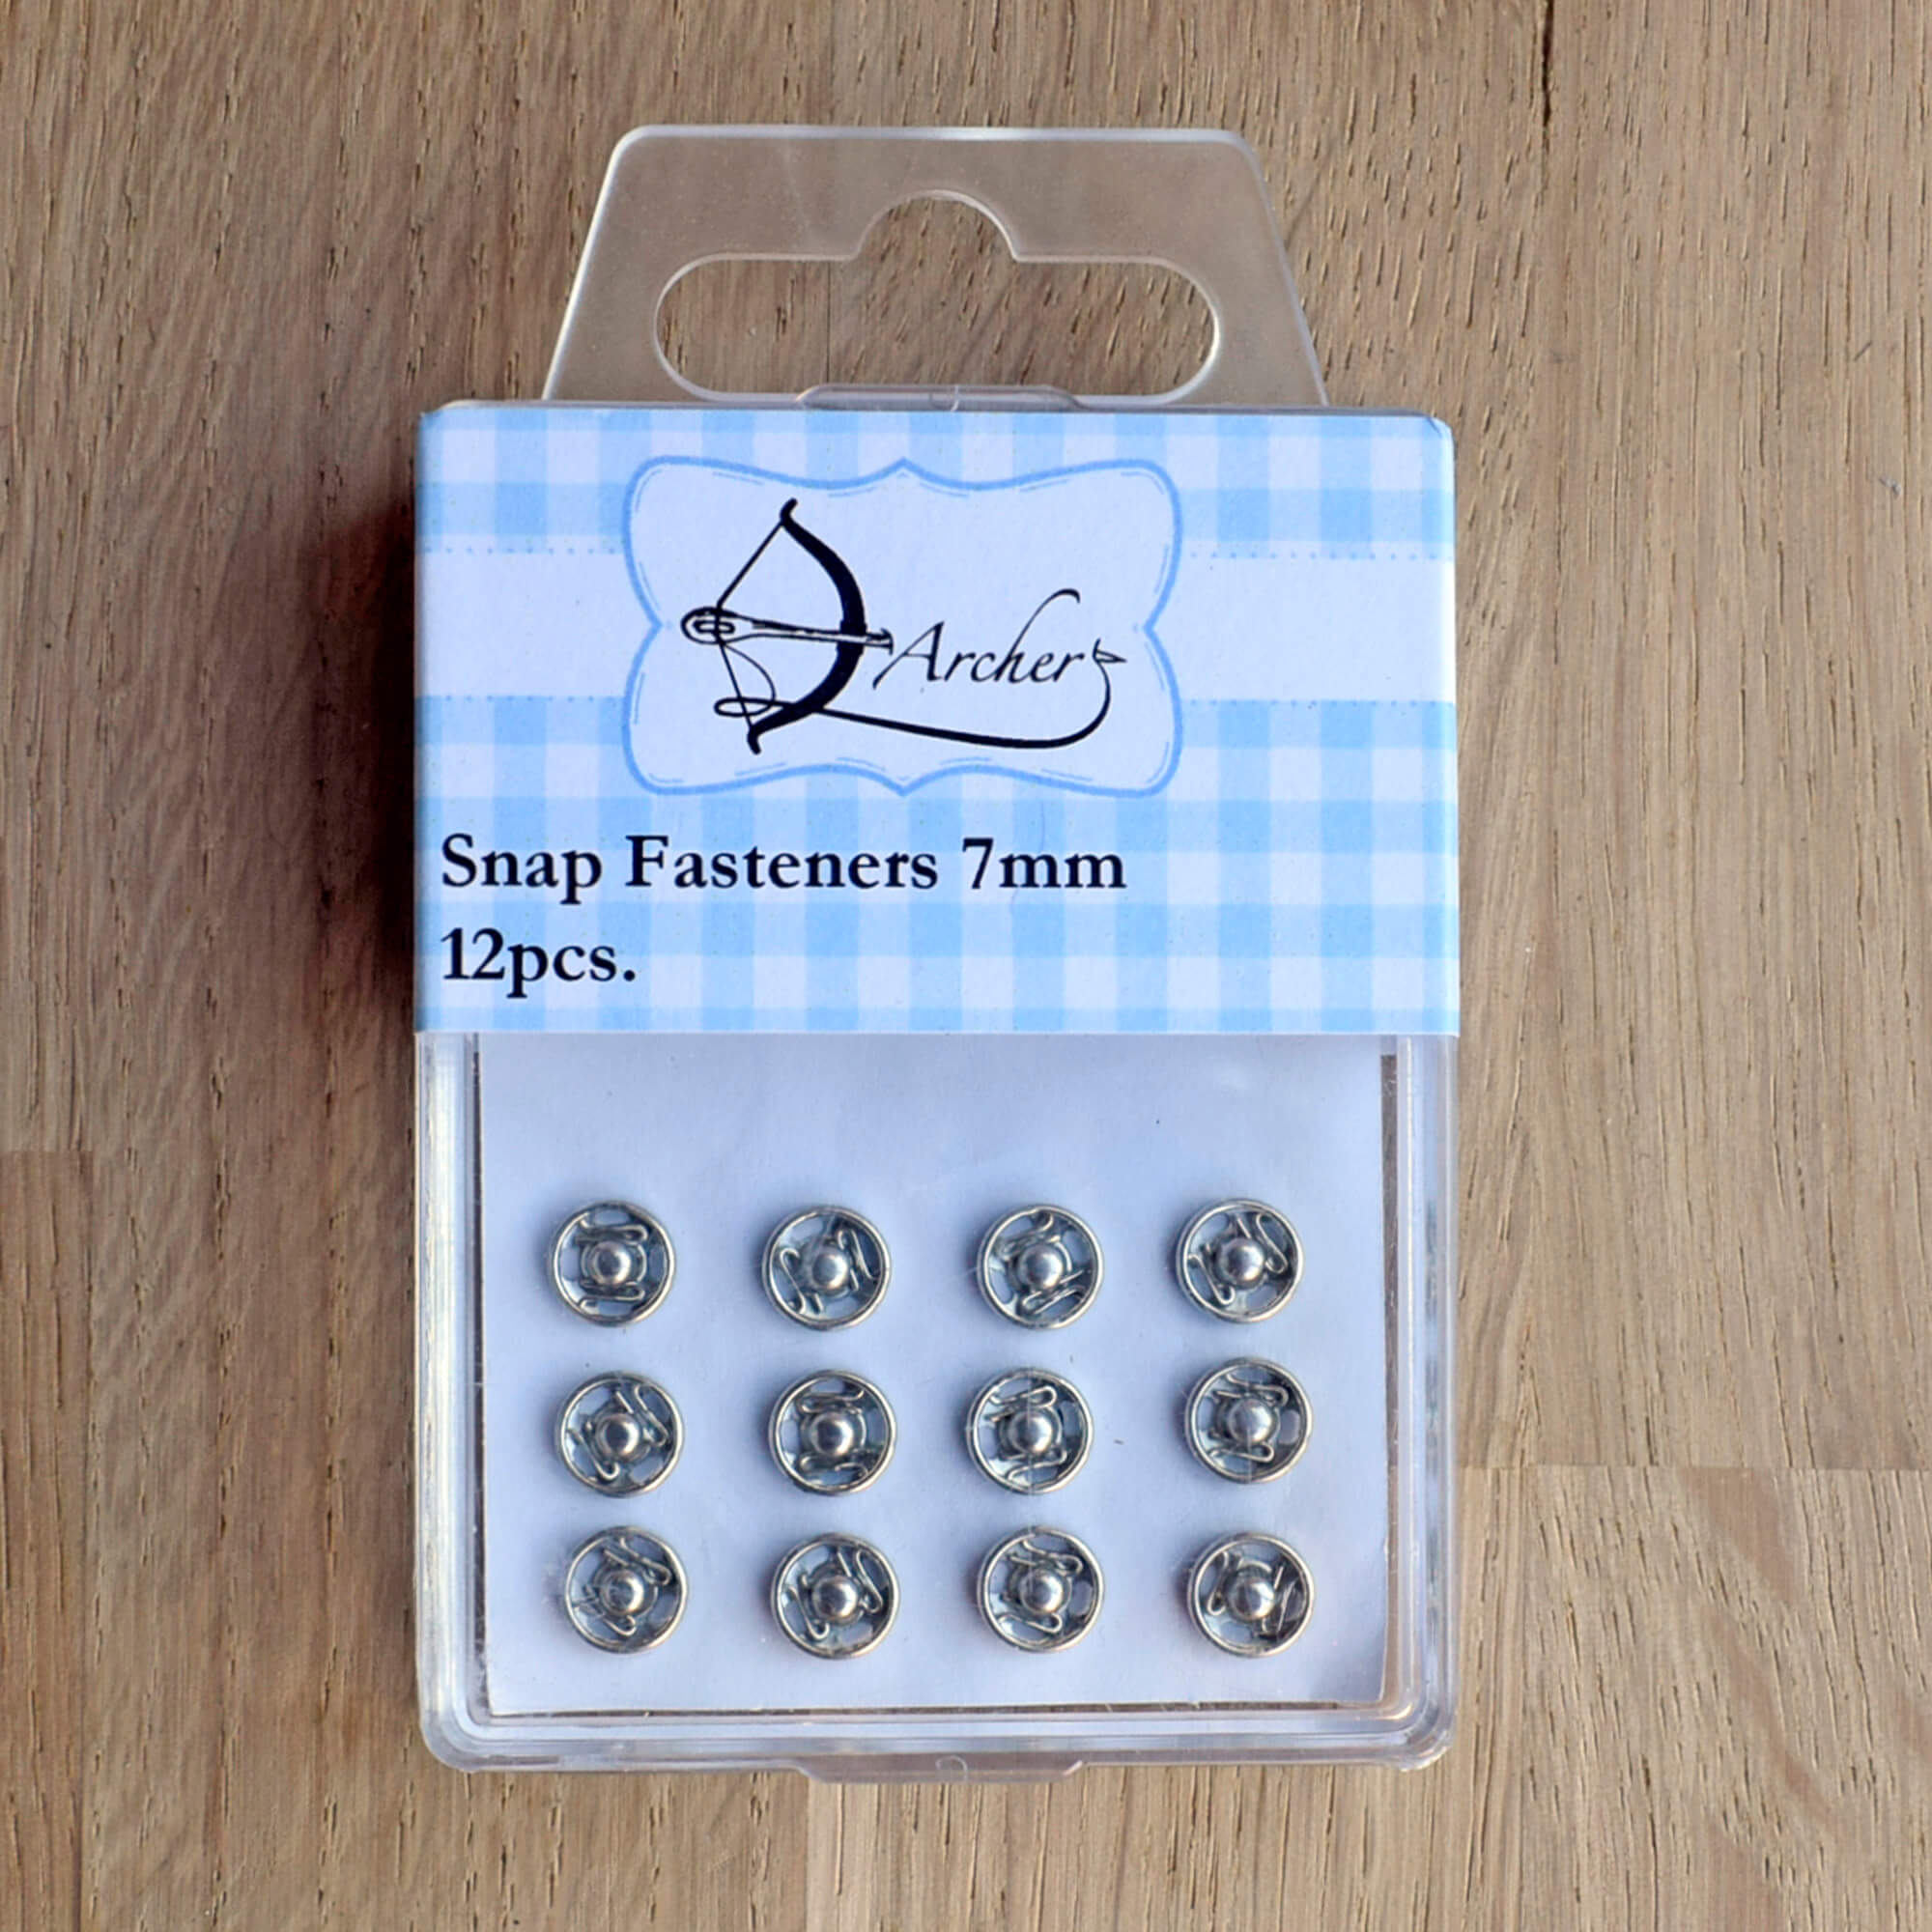 Archer
Snap Fasteners 7mm
12pcs.